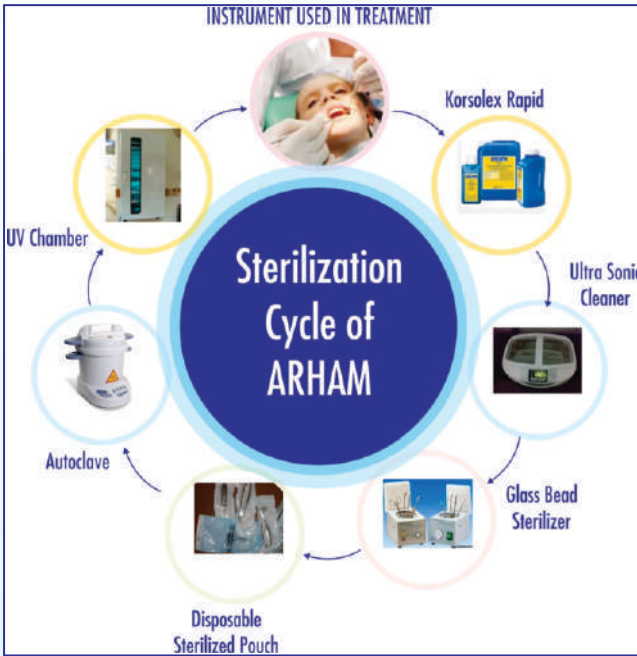 INSTRUMENT USED IN TREATMENT
Korsolex Rapid
Ultra Sonic
Cleaner
Glass Bead
Sterilizer
Disposable
Sterilized Pouch
Autoclave
UV Chamber
Sterilization
Cycle of
ARHAM